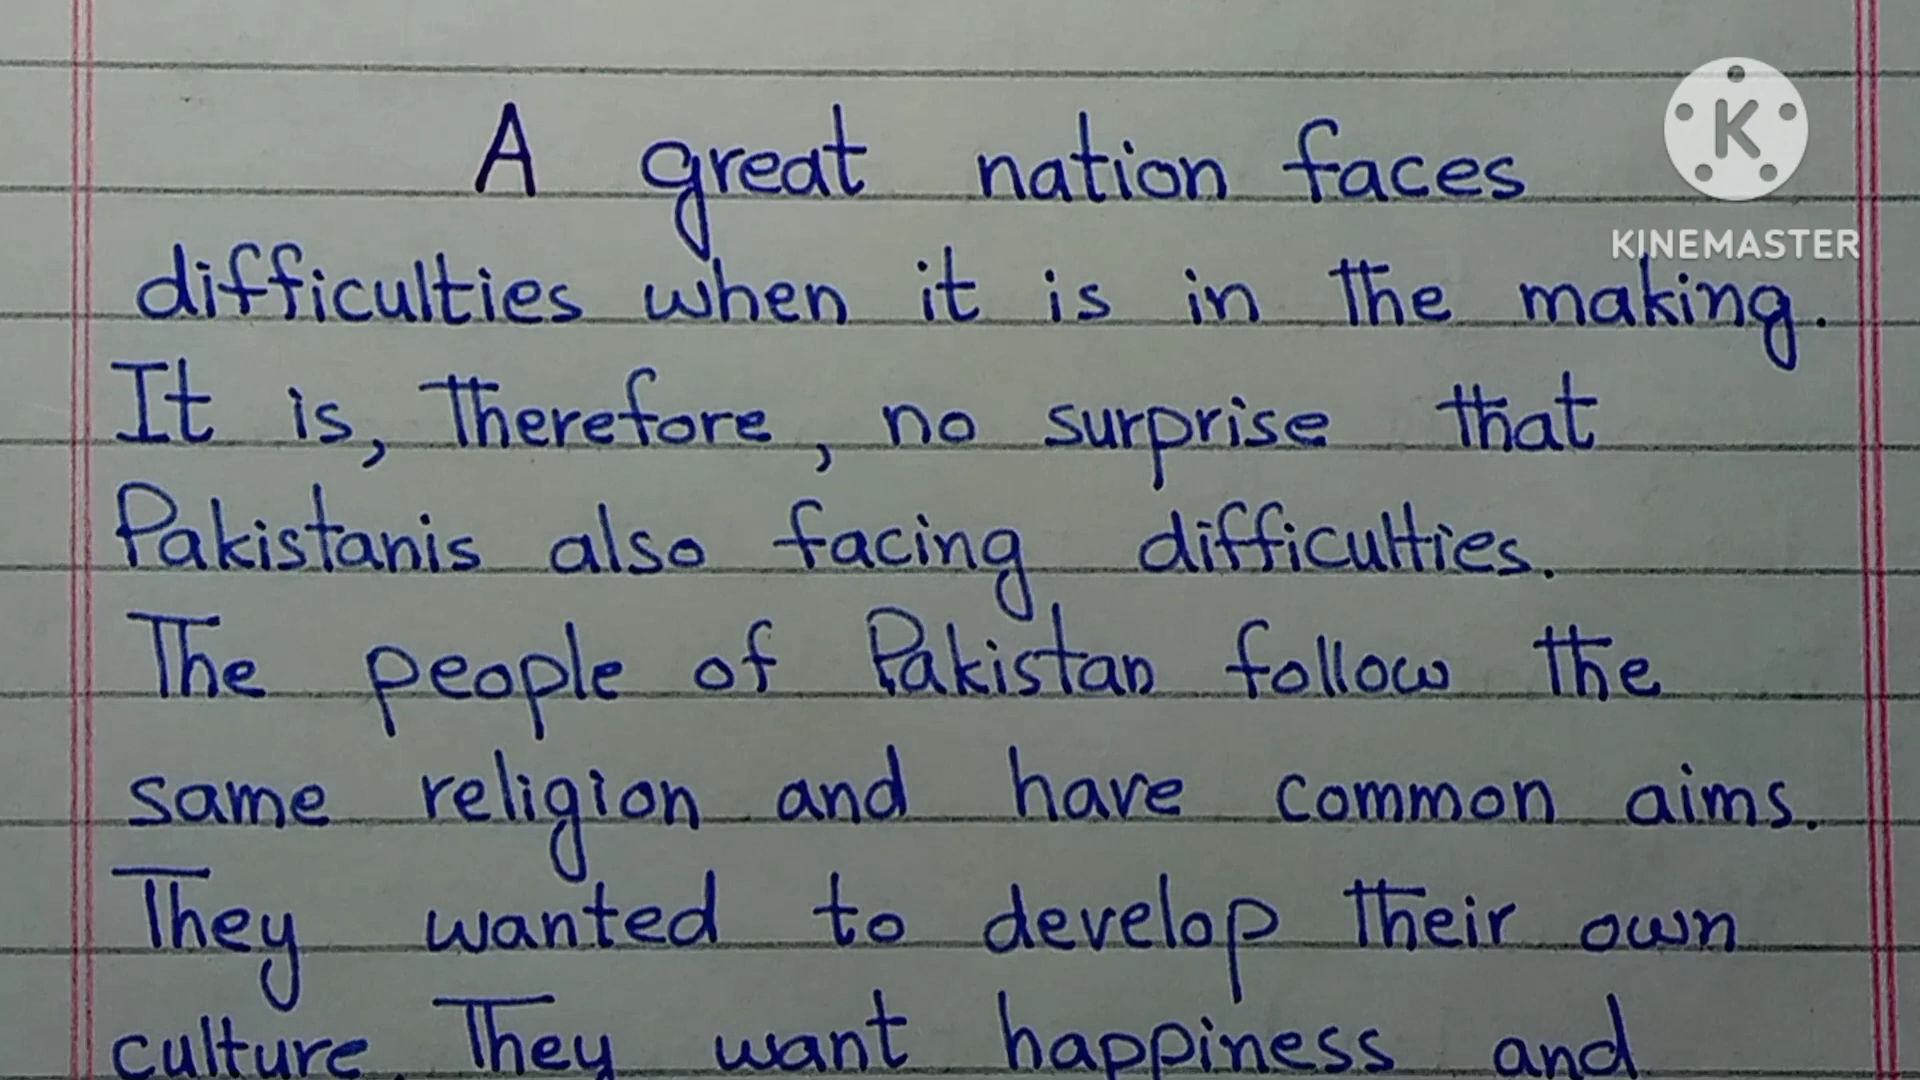 A great nation faces
difficulties when it is in the making.
It is, therefore, no surprise that
Pakistanis also facing difficulties.
The people of Pakistan follow the
same religion and have common aims.
They wanted to develop their own
culture. They want happiness and
K
KINEMASTER